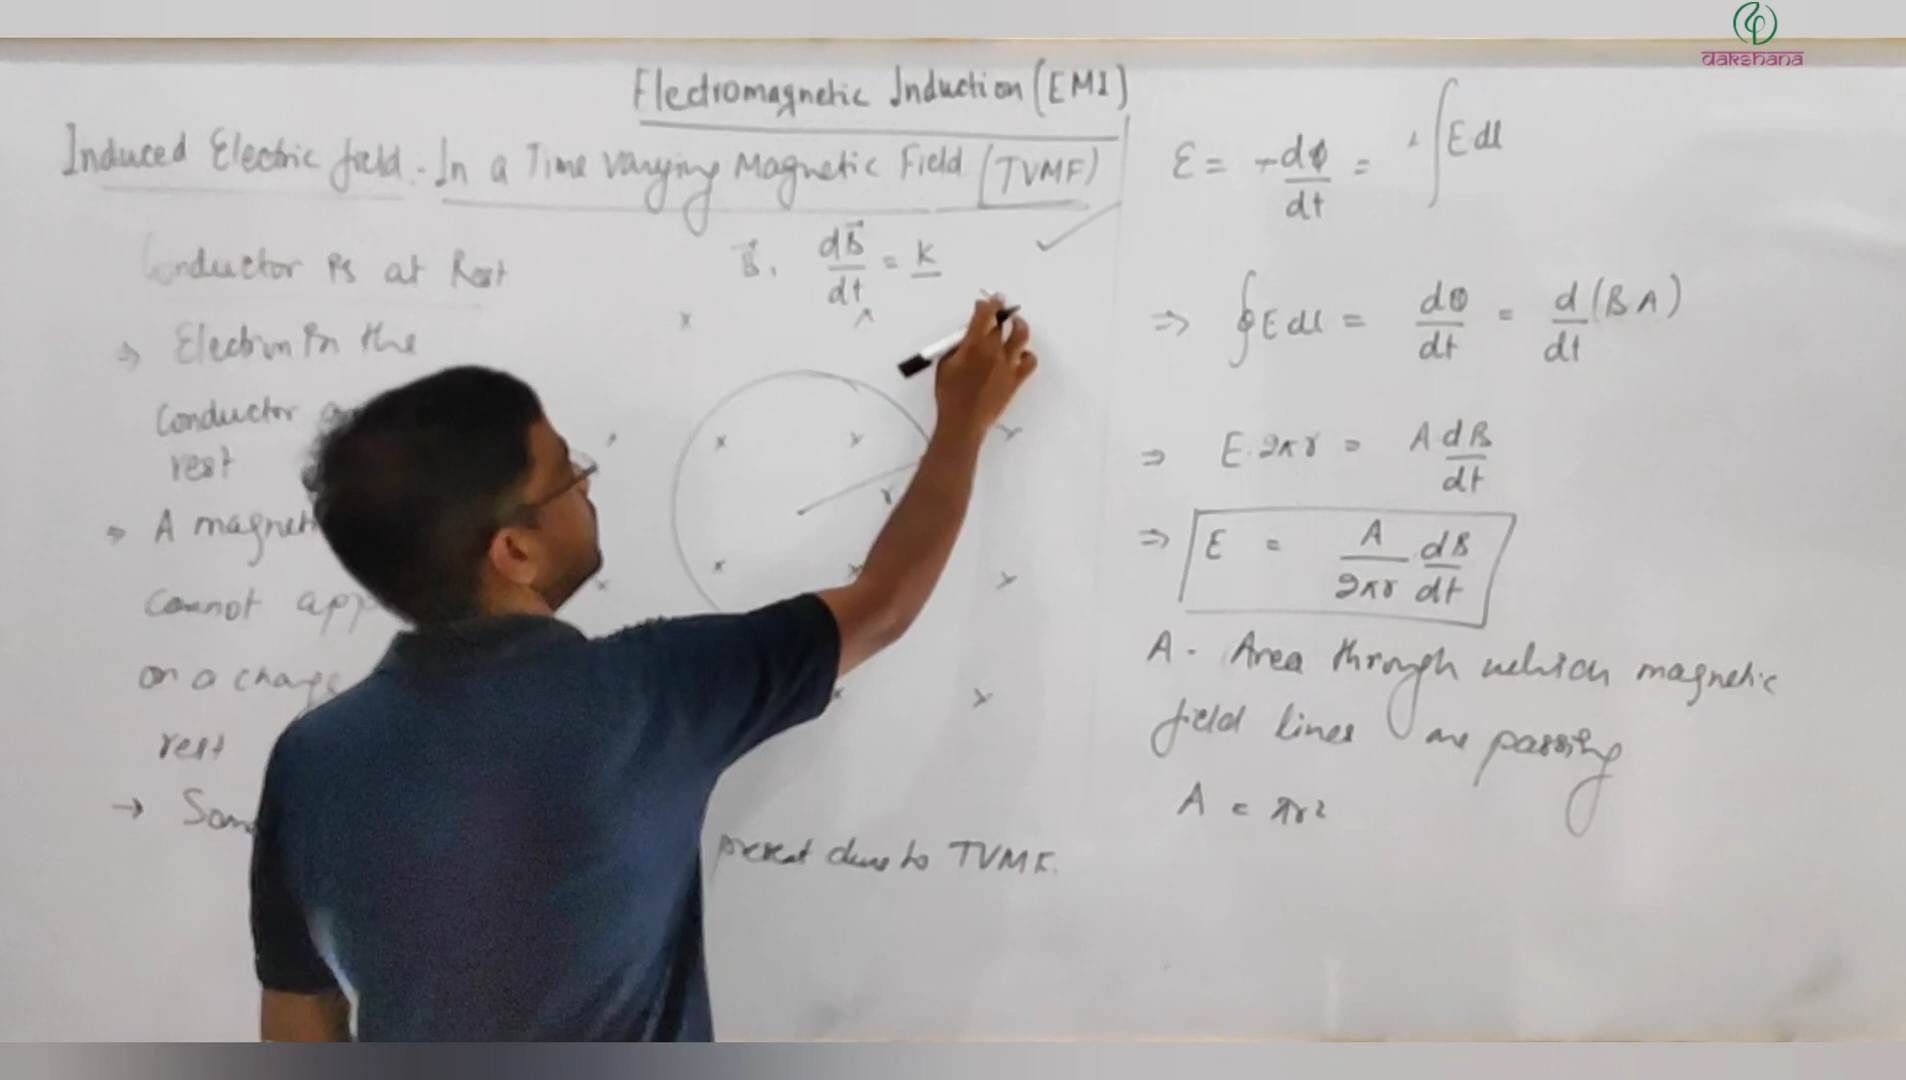 dakshana
Electromagnetic Induction (EMI)
Induced Electric field - In a Time Varying Magnetic Field (TVMF)
Conductor is at Rest
⇒ Electron in the
Conductor
rest
⇒ A magnet
cannot app
on a charge
rest
→ Som
present due to TVMF.
B⃗, dB⃗/dt = k
r
ε = -dφ/dt = ∫E dl
⇒ ∮E dl = dφ/dt = d/dt (BA)
⇒ E·2πr = A dB/dt
⇒ E = A/2πr dB/dt
A - Area through which magnetic
field lines are passing
A = πr²